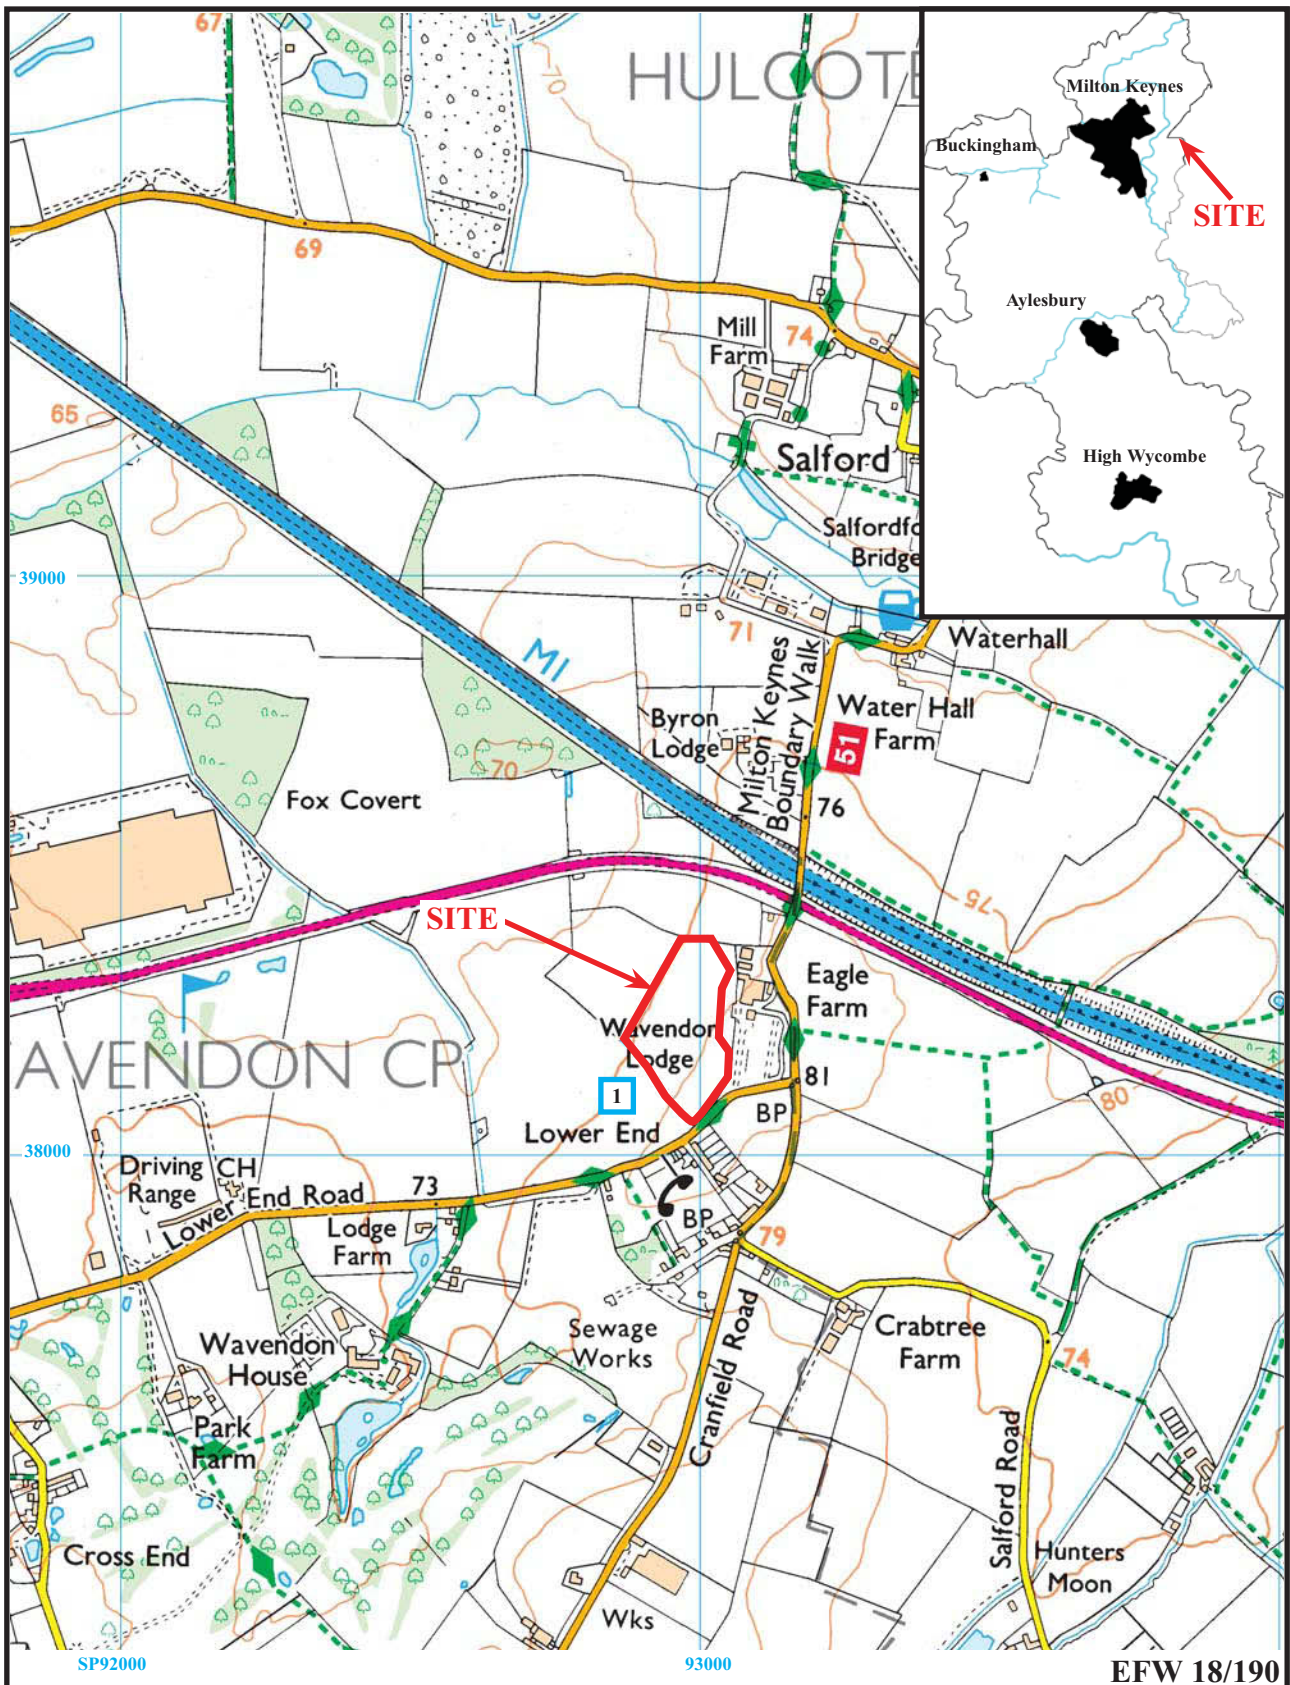 67
HULCOTE
70
Milton Keynes
Buckingham
SITE
69
Aylesbury
Mill
Farm
74
65
Salford
High Wycombe
Salfordfo
Bridge
39000
71
M1
Waterhall
Milton Keynes
Boundary Walk
Byron
Lodge
Water Hall
Farm
51
70
Fox Covert
76
75
SITE
Eagle
Farm
Wavendon
Lodge
AVENDON CP
81
80
1
BP
Lower End
38000
Driving
Range
CH
Lower End Road
73
Lodge
Farm
BP
79
Sewage
Works
Wavendon
House
Crabtree
Farm
74
Cranfield Road
Park
Farm
Salford Road
Cross End
Hunters
Moon
Wks
SP92000
93000
EFW 18/190